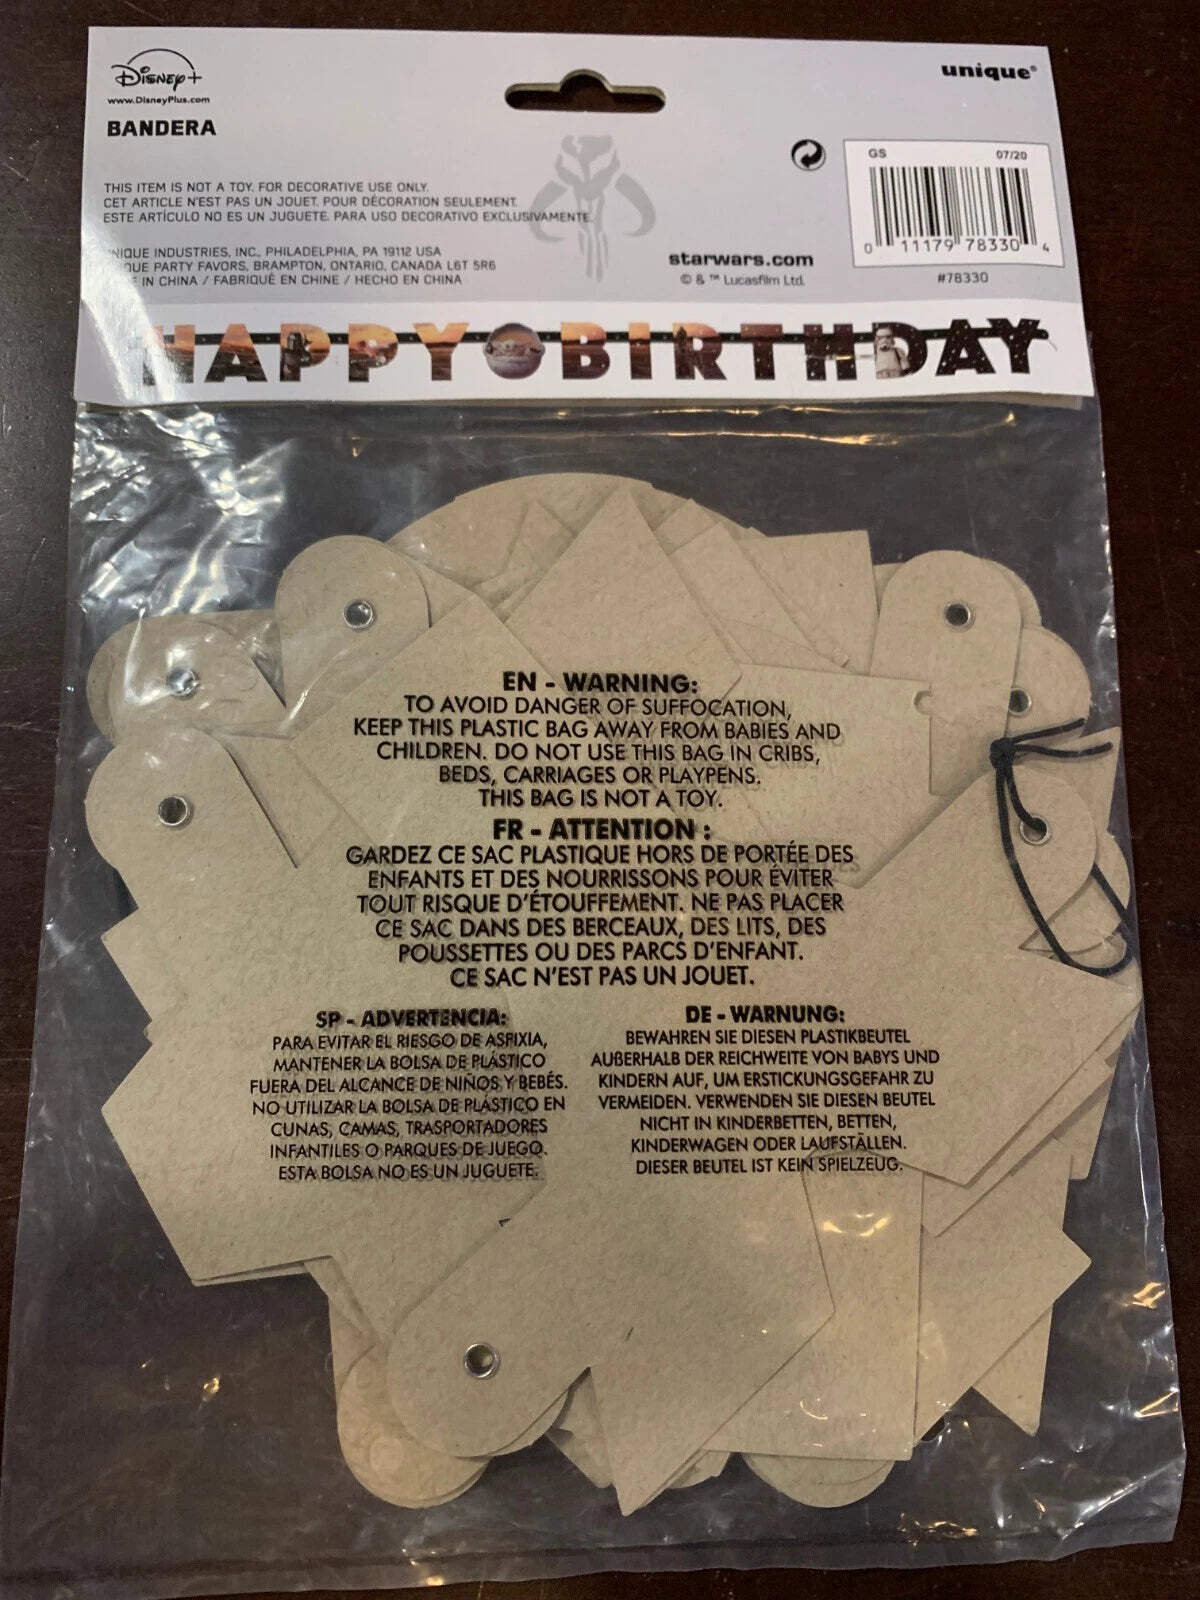 Disney+
www.DisneyPlus.com
unique®
BANDERA
GS 07/20
0 11179 78330 4
#78330
THIS ITEM IS NOT A TOY. FOR DECORATIVE USE ONLY.
CET ARTICLE N'EST PAS UN JOUET. POUR DÉCORATION SEULEMENT.
ESTE ARTÍCULO NO ES UN JUGUETE. PARA USO DECORATIVO EXCLUSIVAMENTE.
INDUSTRIES, INC., PHILADELPHIA, PA 19112 USA
PARTY FAVORS, BRAMPTON, ONTARIO, CANADA L6T 5R6
IN CHINA / FABRIQUÉ EN CHINE / HECHO EN CHINA
starwars.com
© & ™ Lucasfilm Ltd.
HAPPY BIRTHDAY
EN - WARNING:
TO AVOID DANGER OF SUFFOCATION,
KEEP THIS PLASTIC BAG AWAY FROM BABIES AND
CHILDREN. DO NOT USE THIS BAG IN CRIBS,
BEDS, CARRIAGES OR PLAYPENS.
THIS BAG IS NOT A TOY.
FR - ATTENTION :
GARDEZ CE SAC PLASTIQUE HORS DE PORTÉE DES
ENFANTS ET DES NOURRISSONS POUR ÉVITER
TOUT RISQUE D'ÉTOUFFEMENT. NE PAS PLACER
CE SAC DANS DES BERCEAUX, DES LITS, DES
POUSSETTES OU DES PARCS D'ENFANT.
CE SAC N'EST PAS UN JOUET.
SP - ADVERTENCIA:
PARA EVITAR EL RIESGO DE ASFIXIA,
MANTENER LA BOLSA DE PLÁSTICO
FUERA DEL ALCANCE DE NIÑOS Y BEBÉS.
NO UTILIZAR LA BOLSA DE PLÁSTICO EN
CUNAS, CAMAS, TRASPORTADORES
INFANTILES O PARQUES DE JUEGO.
ESTA BOLSA NO ES UN JUGUETE.
DE - WARNUNG:
BEWAHREN SIE DIESEN PLASTIKBEUTEL
AUßERHALB DER REICHWEITE VON BABYS UND
KINDERN AUF, UM ERSTICKUNGSGEFAHR ZU
VERMEIDEN. VERWENDEN SIE DIESEN BEUTEL
NICHT IN KINDERBETTEN, BETTEN,
KINDERWAGEN ODER LAUFSTÄLLEN.
DIESER BEUTEL IST KEIN SPIELZEUG.